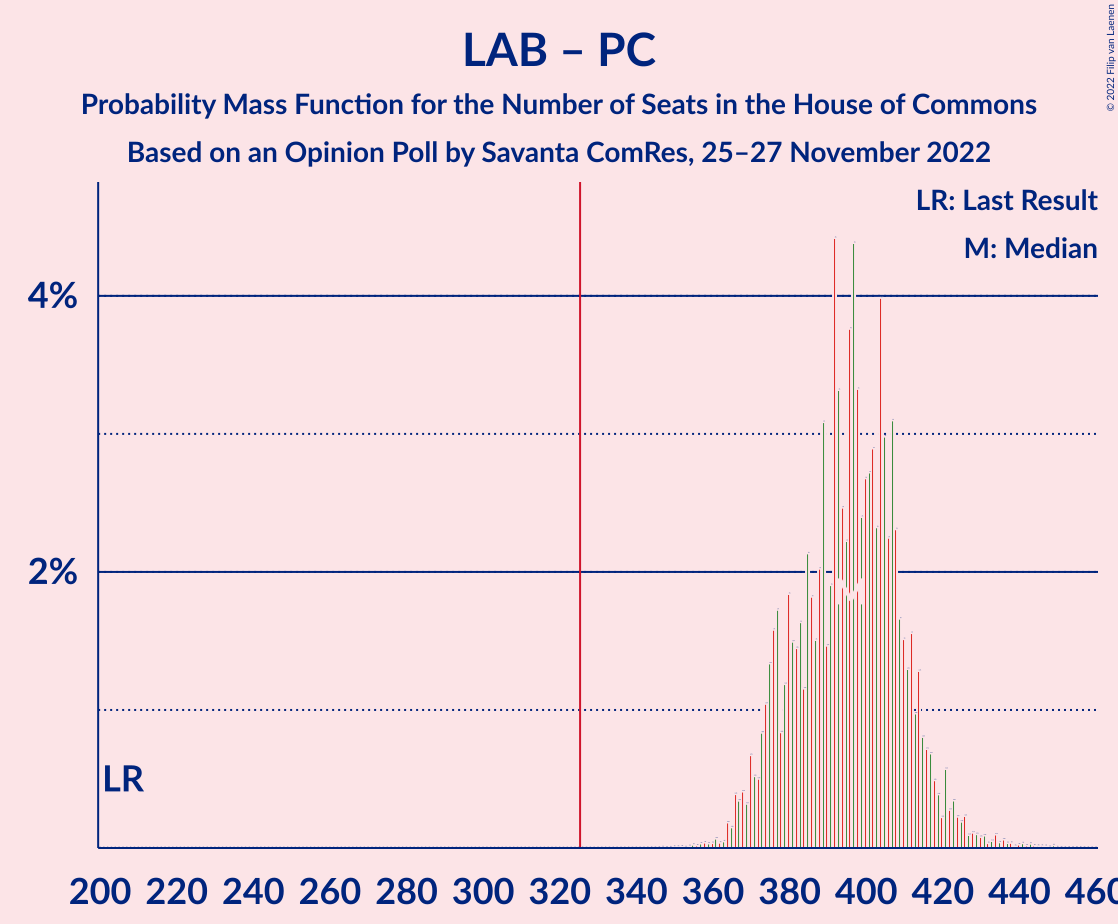 LAB – PC
Probability Mass Function for the Number of Seats in the House of Commons
Based on an Opinion Poll by Savanta ComRes, 25–27 November 2022
© 2022 Filip van Laenen
LR: Last Result
M: Median
4%
2%
LR
200 220 240 260 280 300 320 340 360 380 400 420 440 460